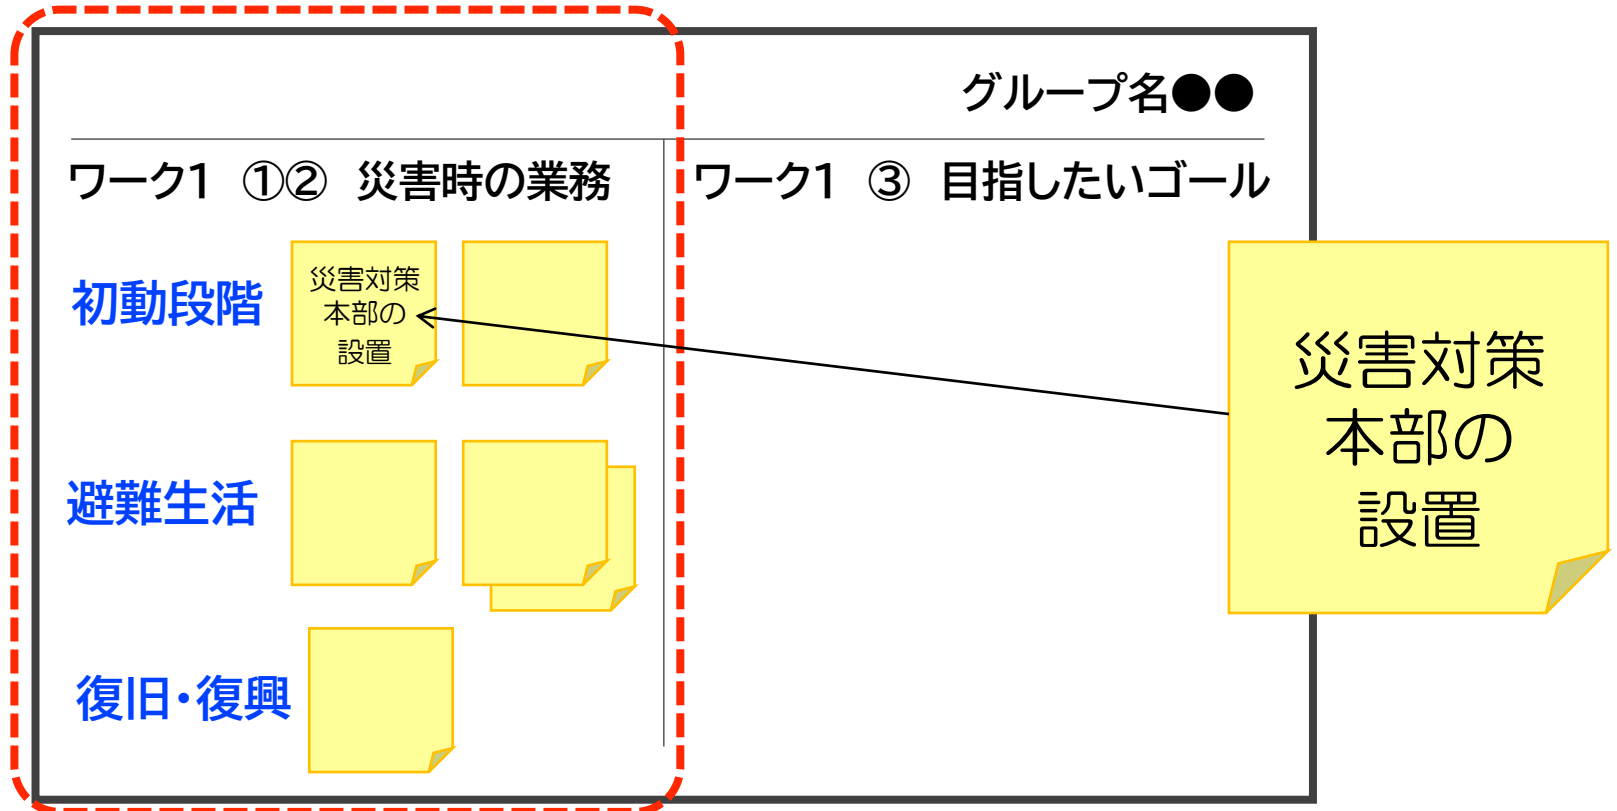 グループ名●●
ワーク1 ①② 災害時の業務
ワーク1 ③ 目指したいゴール
初動段階
災害対策
本部の
設置
避難生活
復旧・復興
災害対策
本部の
設置